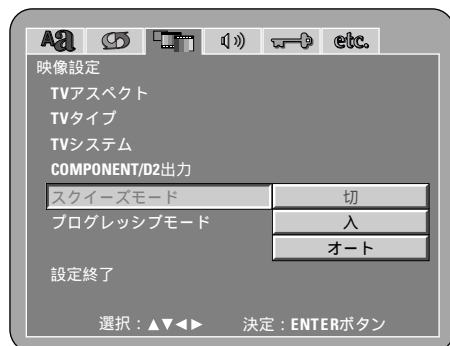 Aa etc.
映像設定
TVアスペクト
TVタイプ
TVシステム
COMPONENT/D2出力
スクイーズモード 切
プログレッシブモード 入
オート
設定終了
選択：▲▼◀▶ 決定：ENTERボタン